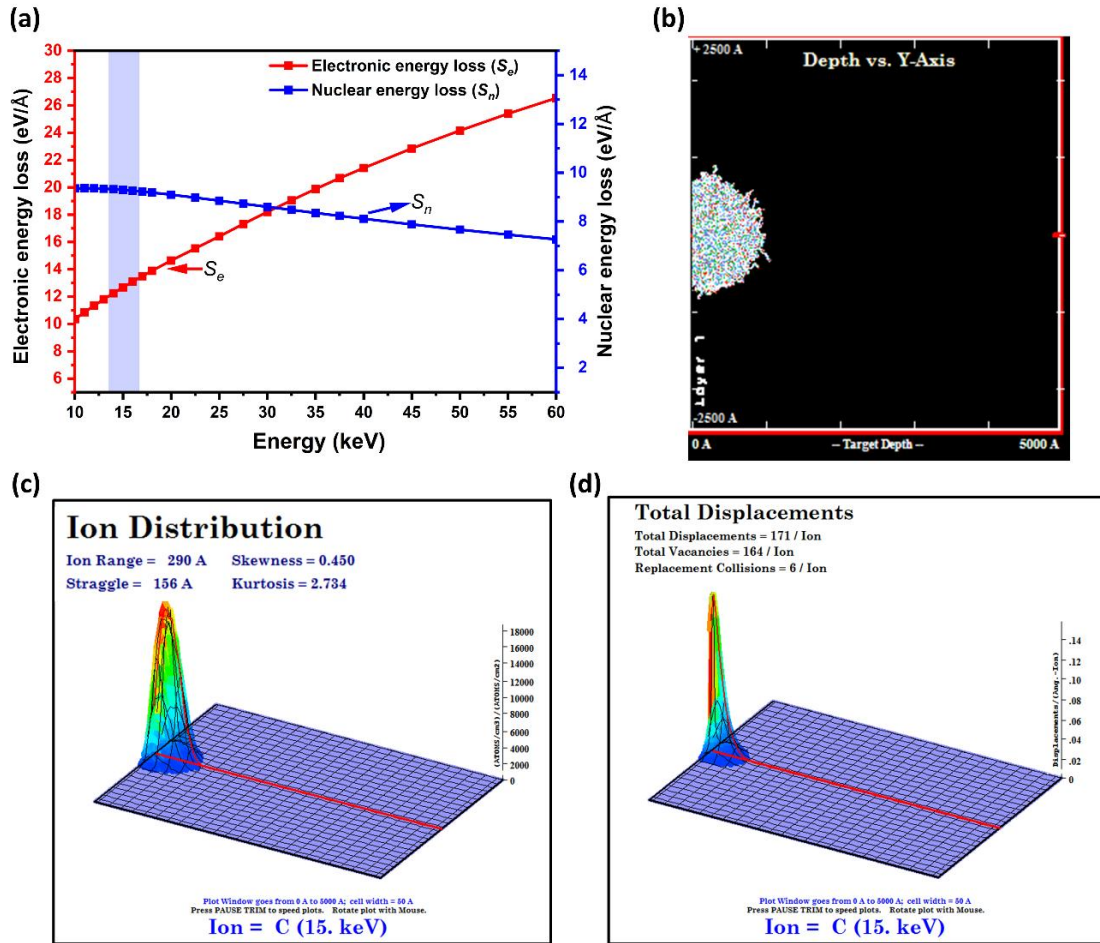 (a)
Electronic energy loss (Se)
Nuclear energy loss (Sn)
Electronic energy loss (eV/Å)
30
28
26
24
22
20
18
16
14
12
10
8
6
Nuclear energy loss (eV/Å)
14
12
10
8
6
4
2
Sn
Se
10 15 20 25 30 35 40 45 50 55 60
Energy (keV)
(b)
+2500 A
Depth vs. Y-Axis
Layer 1
-2500 A
0 A -- Target Depth -- 5000 A
(c)
Ion Distribution
Ion Range = 290 A Skewness = 0.450
Straggle = 156 A Kurtosis = 2.734
(ATOMS/cm3)/(ATOMS/cm2)
18000
16000
14000
12000
10000
8000
6000
4000
2000
0
Plot Window goes from 0 A to 5000 A; cell width = 50 A
Press PAUSE TRIM to speed plots. Rotate plot with Mouse.
Ion = C (15. keV)
(d)
Total Displacements
Total Displacements = 171 / Ion
Total Vacancies = 164 / Ion
Replacement Collisions = 6 / Ion
Displacements/(Ang.-Ion)
.14
.12
.10
.08
.06
.04
.02
0
Plot Window goes from 0 A to 5000 A; cell width = 50 A
Press PAUSE TRIM to speed plots. Rotate plot with Mouse.
Ion = C (15. keV)